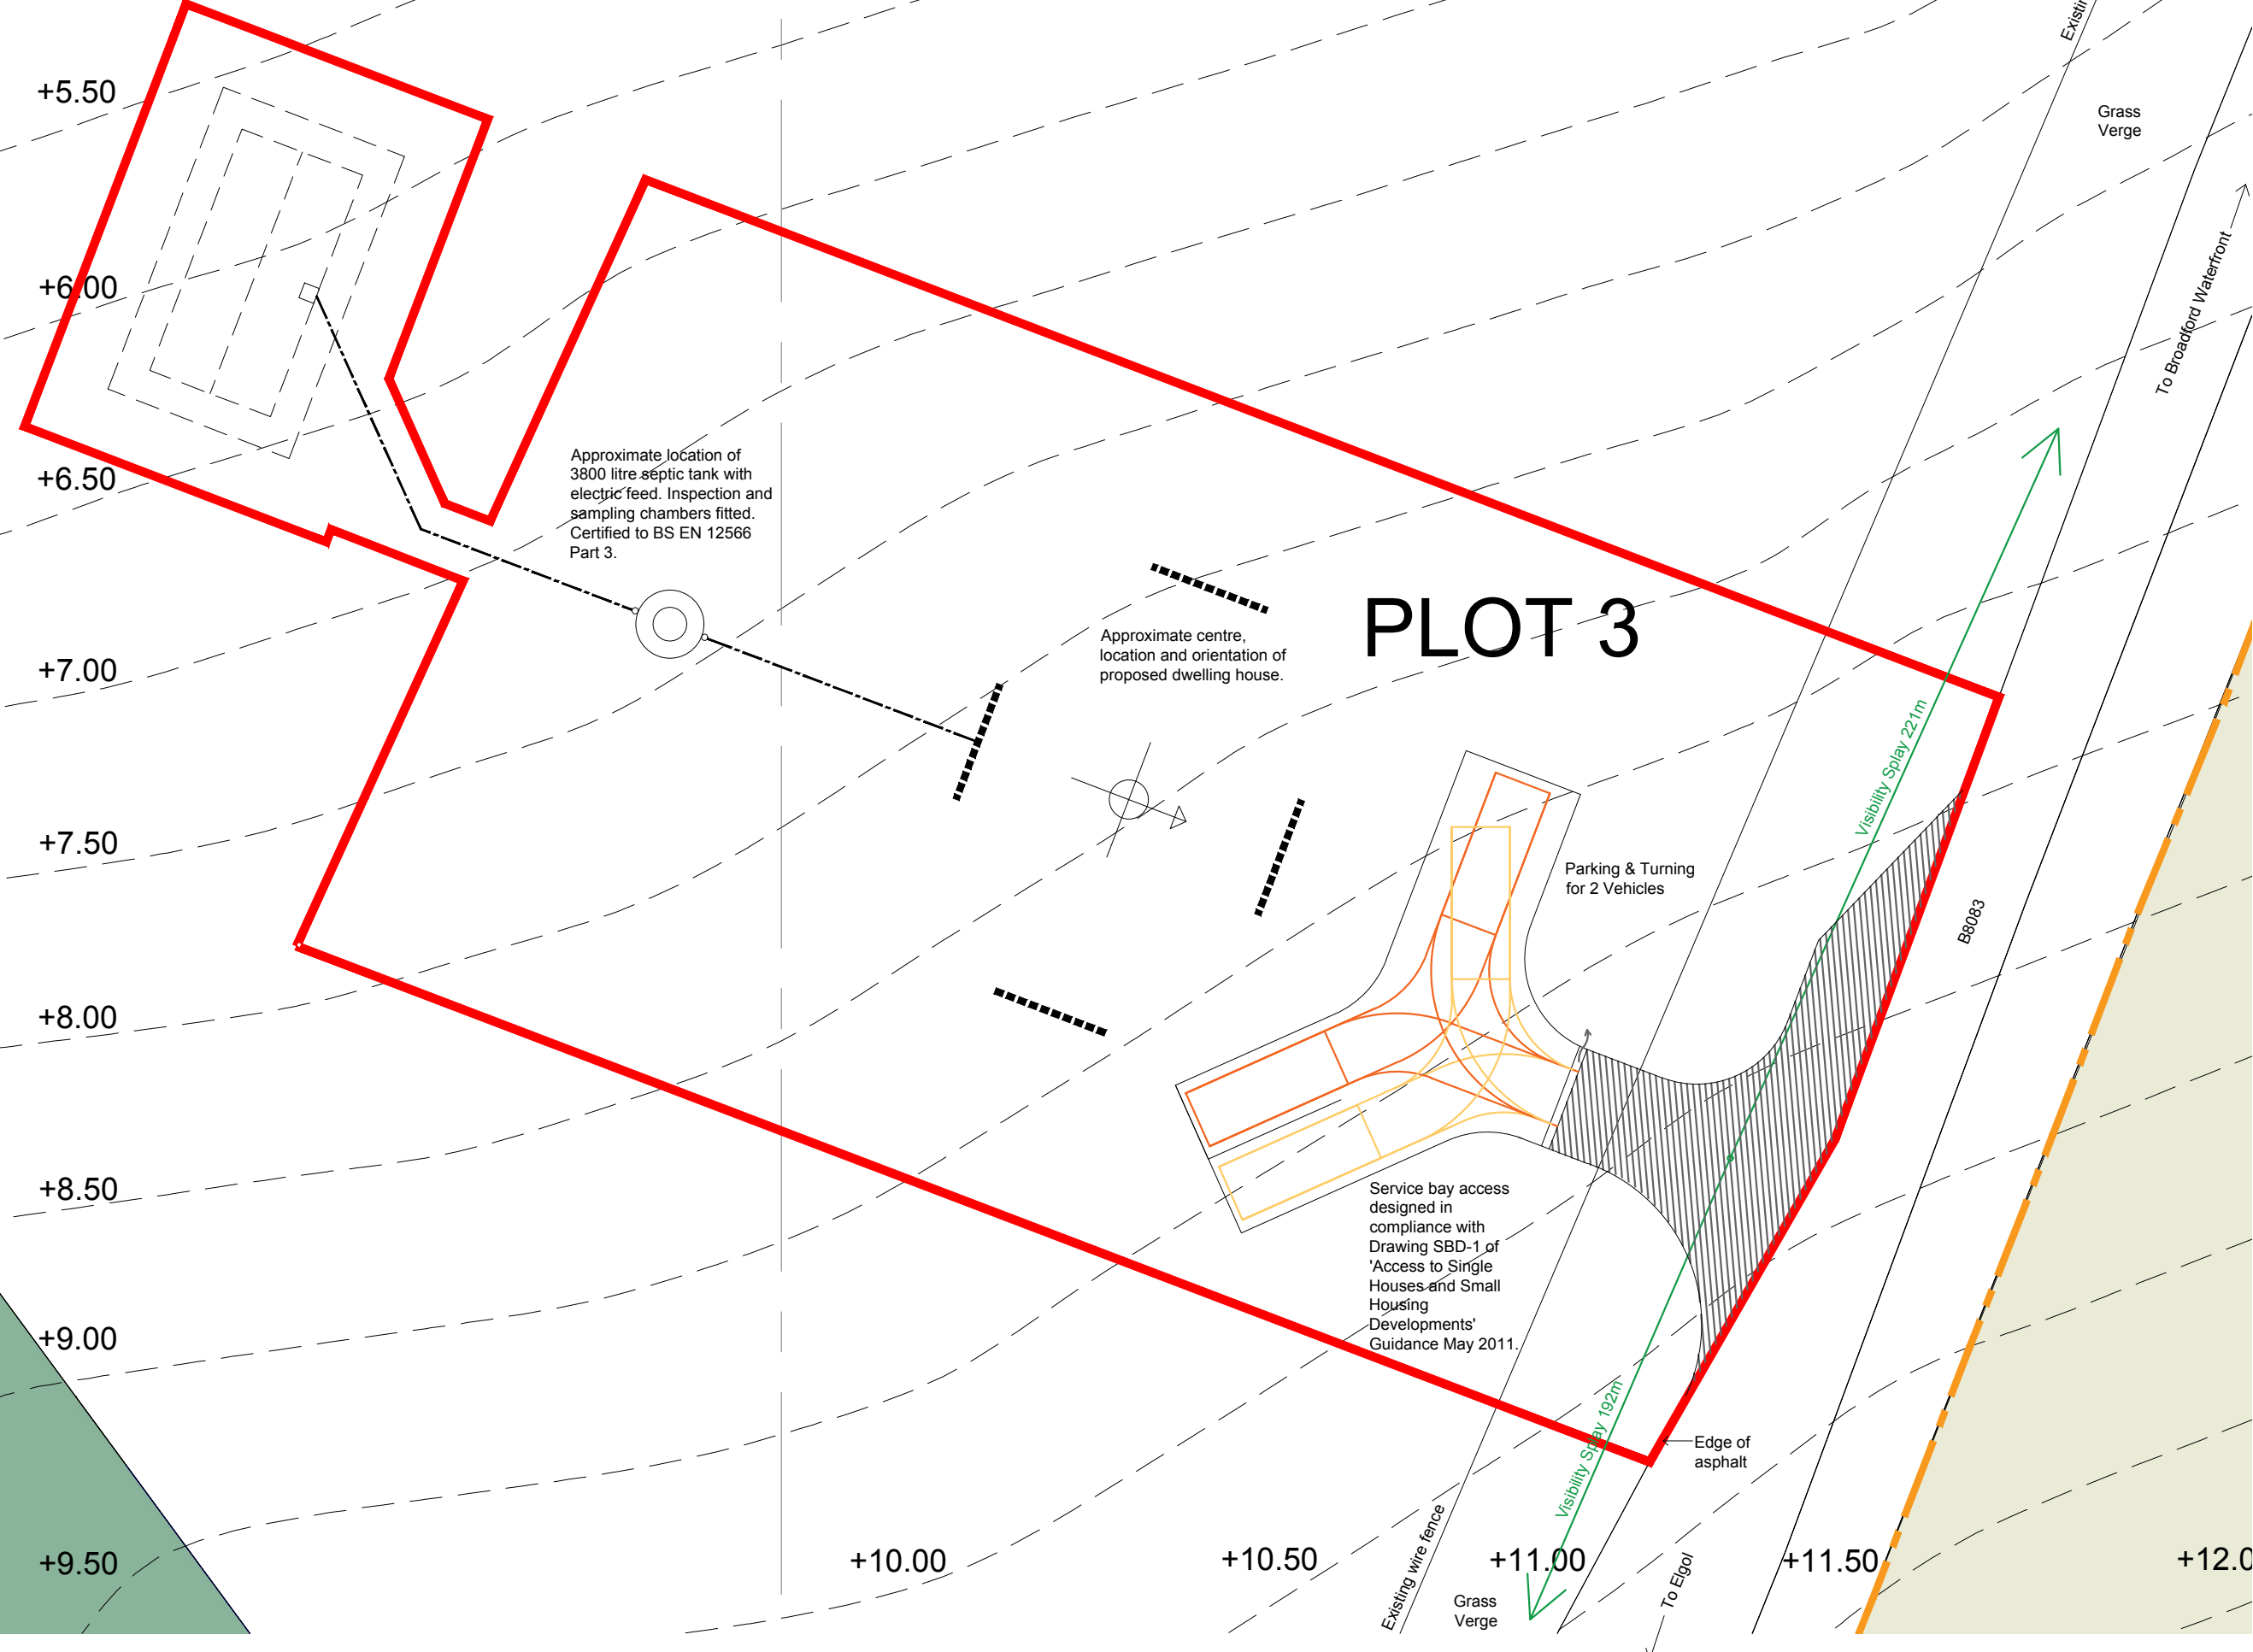 Existing
+5.50
Grass
Verge
+6.00
To Broadford Waterfront
+6.50
Approximate location of
3800 litre septic tank with
electric feed. Inspection and
sampling chambers fitted.
Certified to BS EN 12566
Part 3.
PLOT 3
Approximate centre,
location and orientation of
proposed dwelling house.
+7.00
Visibility Splay 221m
+7.50
Parking & Turning
for 2 Vehicles
B8083
+8.00
+8.50
Service bay access
designed in
compliance with
Drawing SBD-1 of
'Access to Single
Houses and Small
Housing
Developments'
Guidance May 2011.
+9.00
Visibility Splay 192m
Edge of
asphalt
Existing wire fence
+9.50
+10.00
+10.50
+11.00
+11.50
+12.0
To Elgol
Grass
Verge